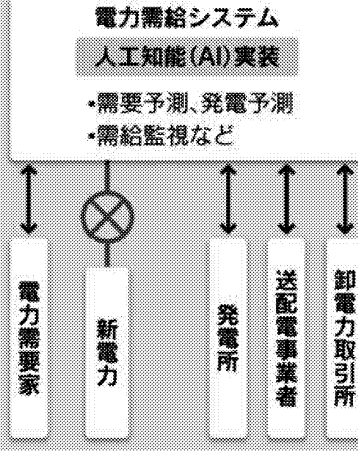 電力需給システム
人工知能(AI)実装
•需要予測、発電予測
•需給監視など
電力需要家
新電力
発電所
送配電事業者
卸電力取引所